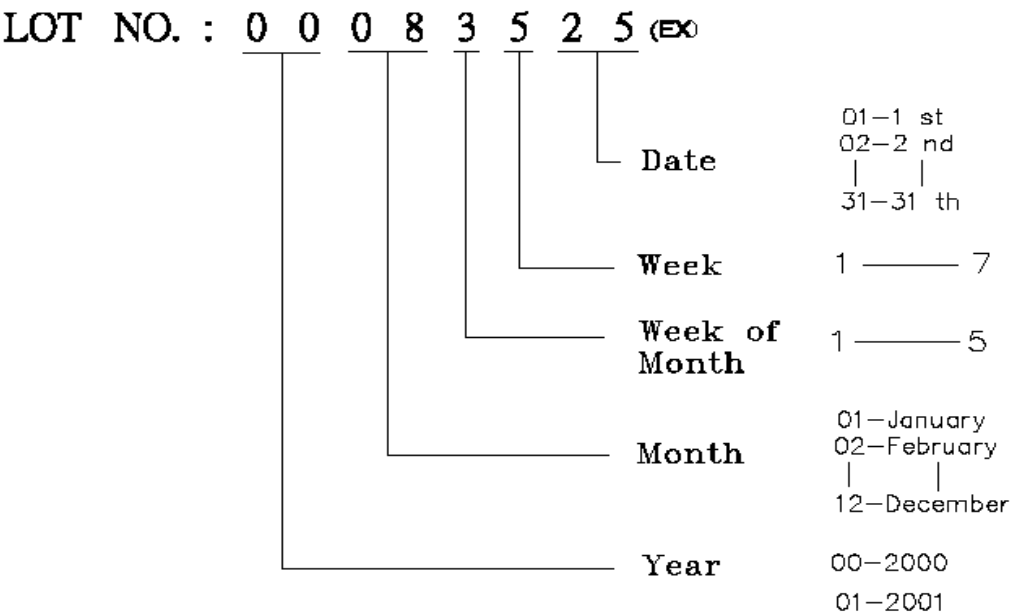 LOT NO. : 0 0 0 8 3 5 2 5 (EX)
Date
01-1 st
02-2 nd
31-31 th
Week
1 7
Week of
Month
1 5
Month
01-January
02-February
12-December
Year
00-2000
01-2001